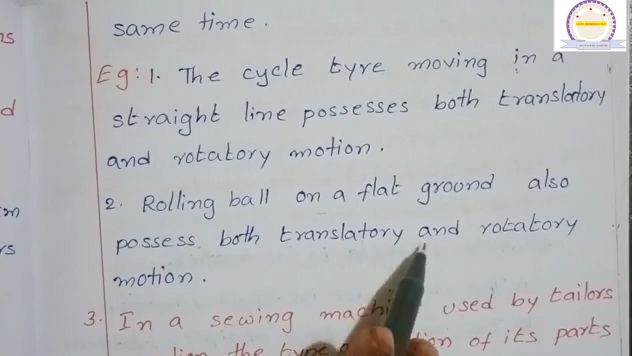 same time.
Eg: 1. The cycle tyre moving in a
straight line possesses both translatory
and rotatory motion.
2. Rolling ball on a flat ground also
possess both translatory and rotatory
motion.
3. In a sewing used by tailors
the type of its parts